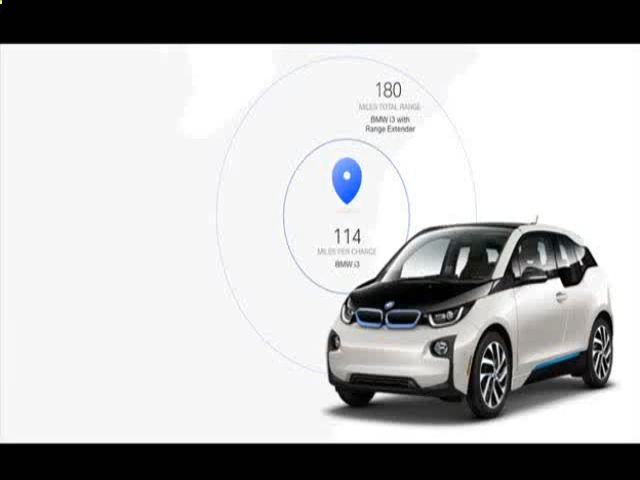 180
MILES TOTAL RANGE
BMW i3 with
Range Extender
114
MILES PER CHARGE
BMW i3